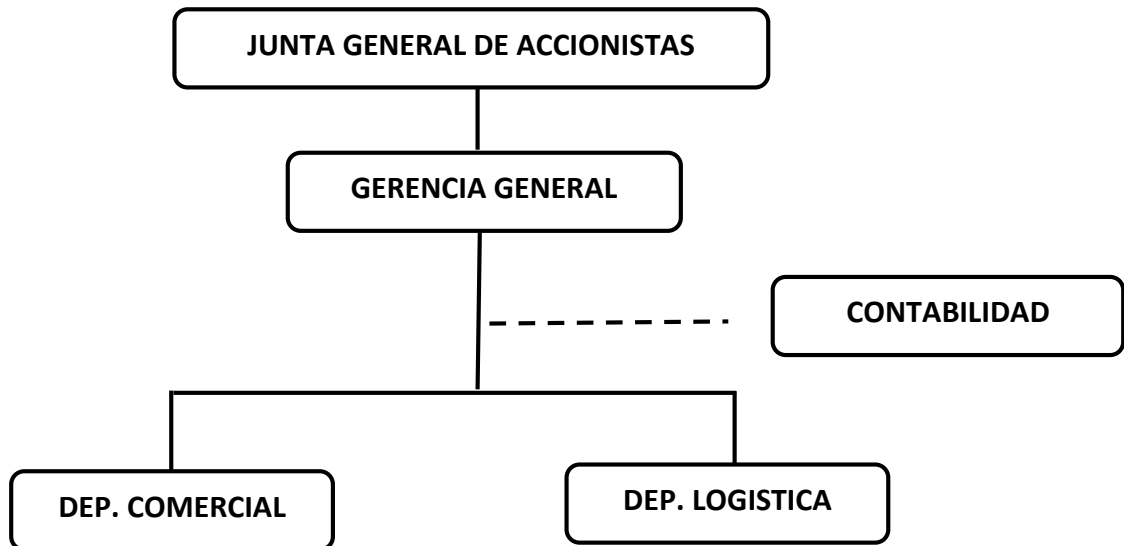 JUNTA GENERAL DE ACCIONISTAS
GERENCIA GENERAL
CONTABILIDAD
DEP. COMERCIAL
DEP. LOGISTICA